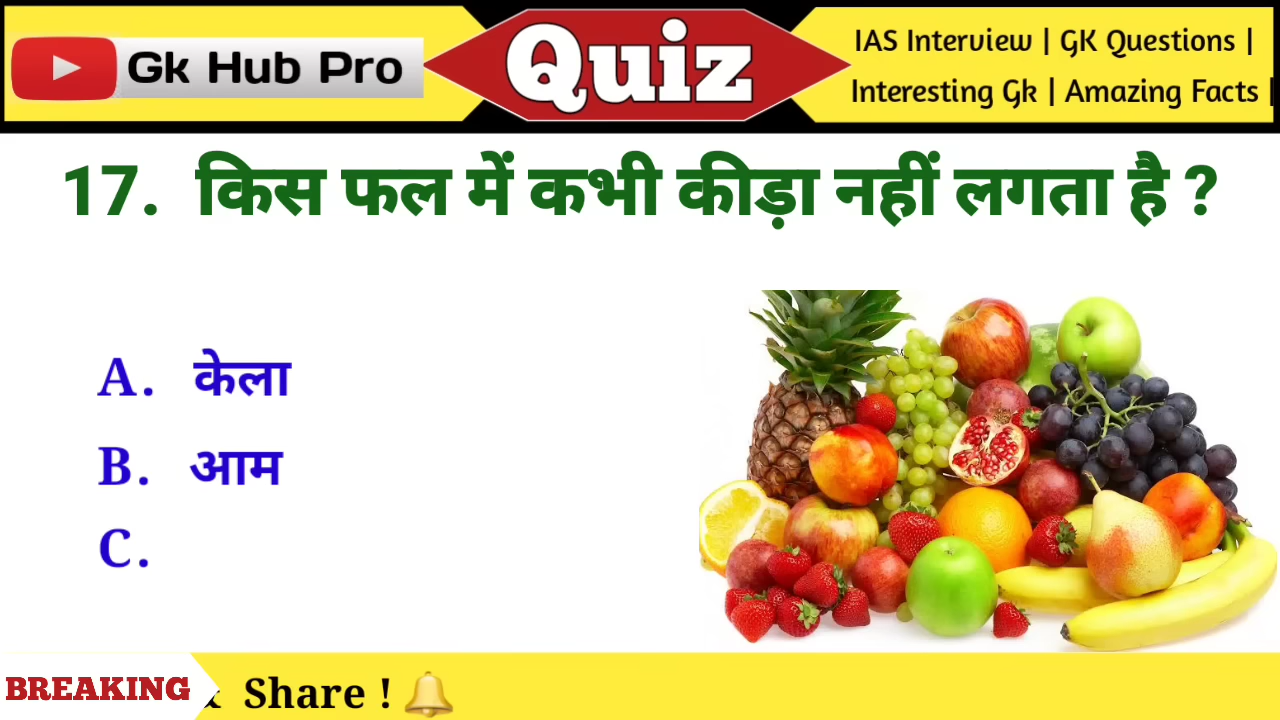 Gk Hub Pro
Quiz
IAS Interview | GK Questions |
Interesting Gk | Amazing Facts |
17. किस फल में कभी कीड़ा नहीं लगता है ?
A. केला
B. आम
C.
BREAKING
Share !